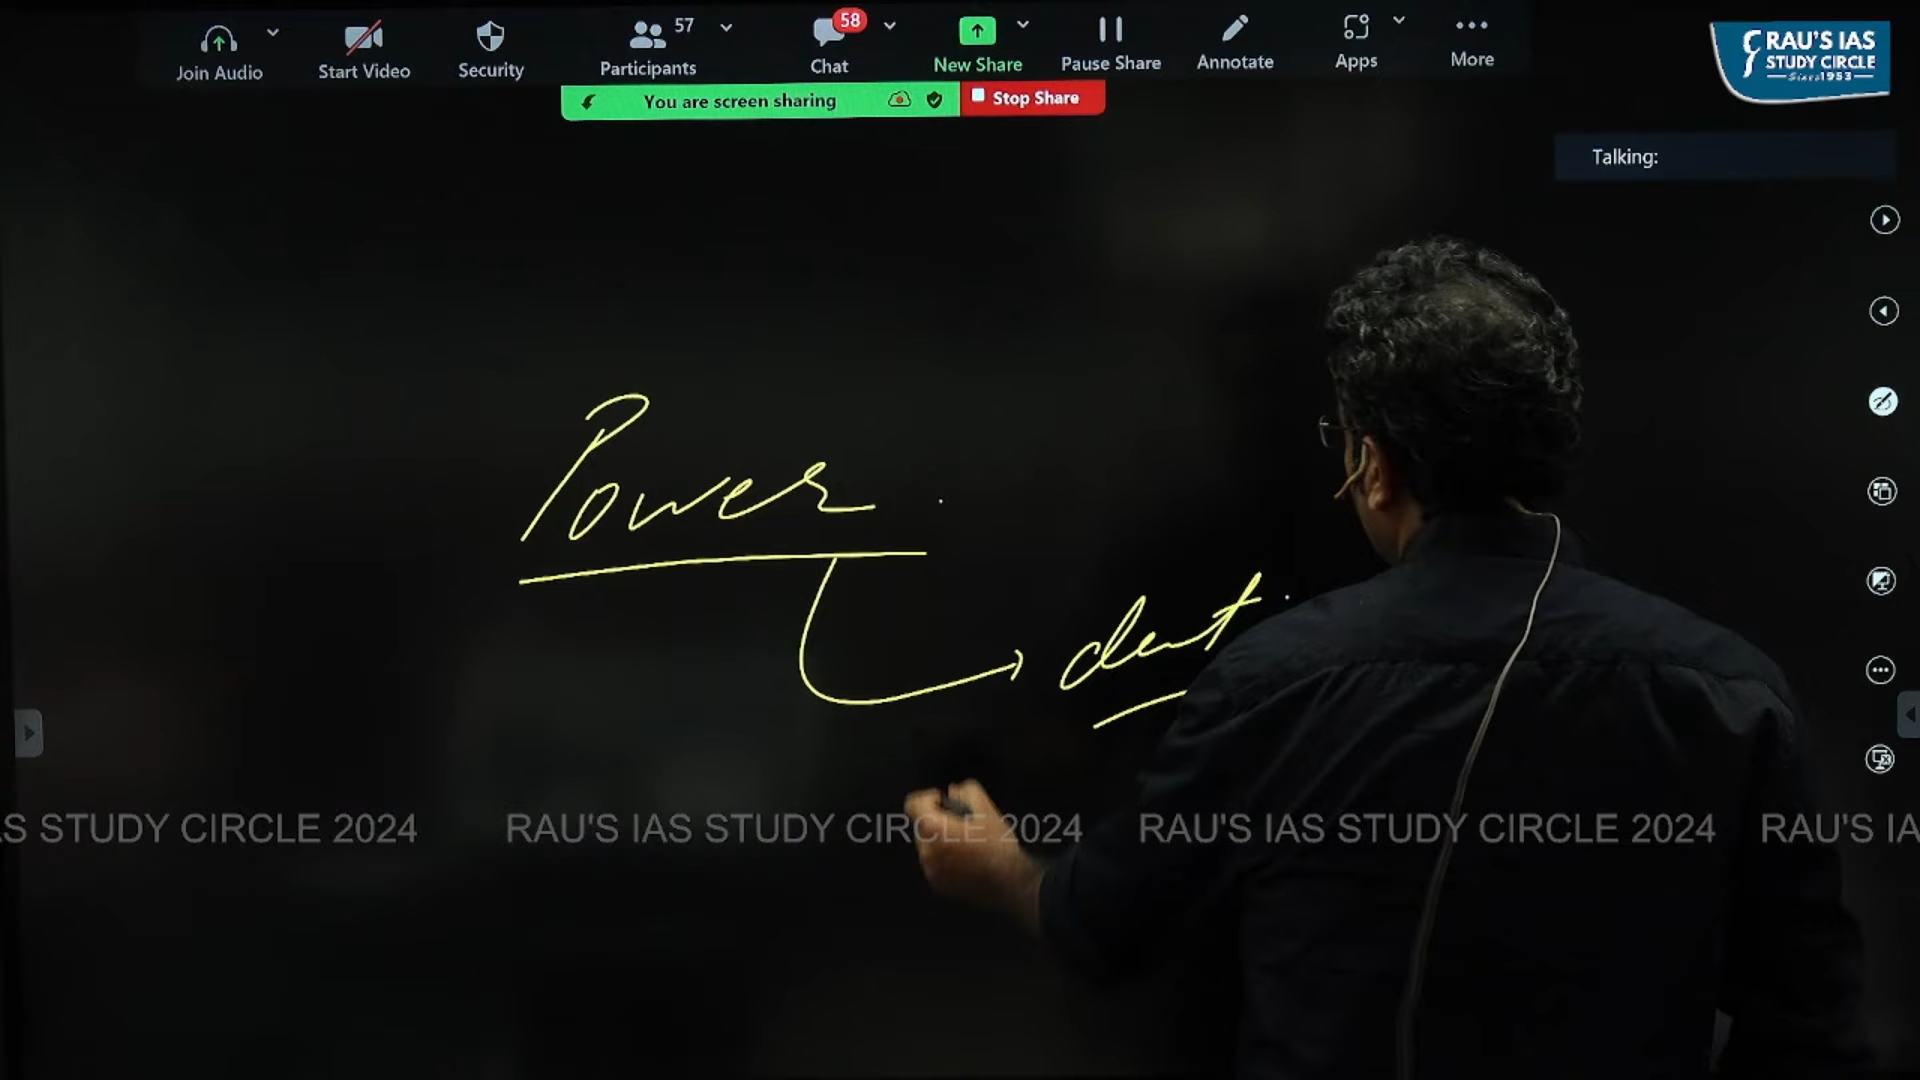 Join Audio Start Video Security Participants 57 Chat 58 New Share Pause Share Annotate Apps More
RAU'S IAS
STUDY CIRCLE
Since 1953
You are screen sharing Stop Share
Talking:
Power
RAU'S IAS STUDY CIRCLE 2024
S STUDY CIRCLE 2024 RAU'S IAS STUDY CIRCLE 2024 RAU'S IA